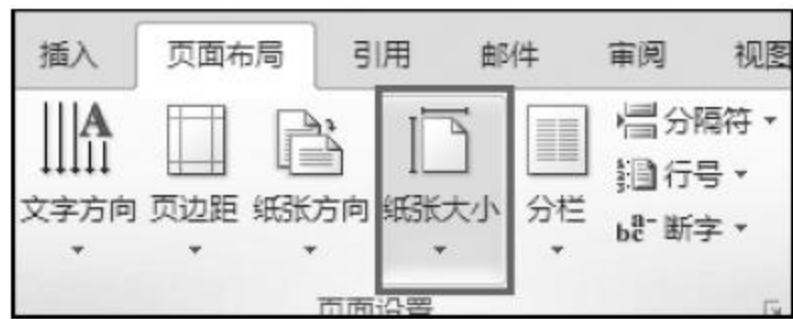 插入 页面布局 引用 邮件 审阅 视图
文字方向 页边距 纸张方向 纸张大小 分栏
分隔符
行号
断字
页面设置